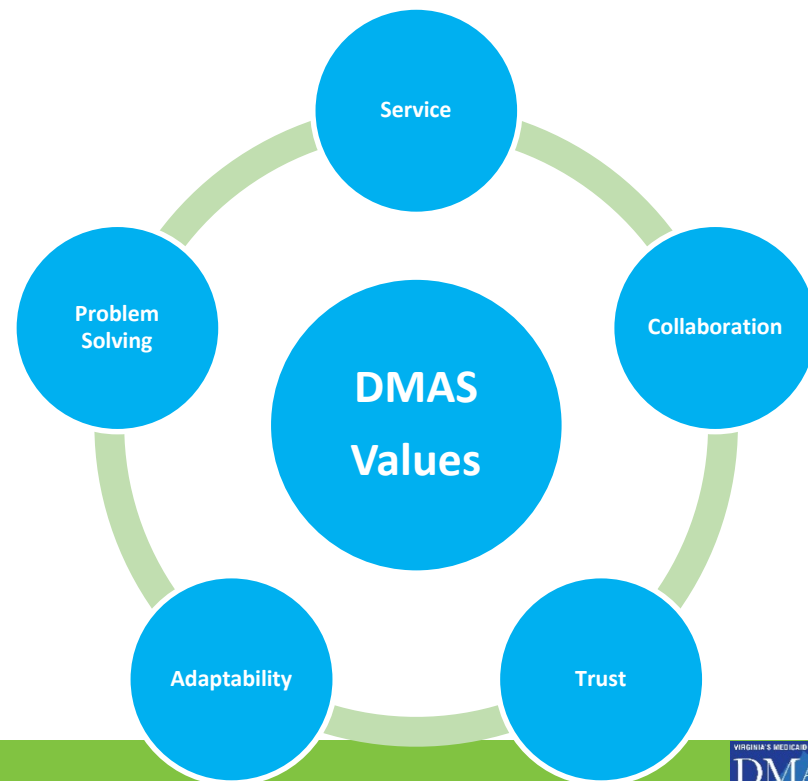 Service
Collaboration
Trust
Adaptability
Problem
Solving
DMAS
Values
VIRGINIA'S MEDICAID